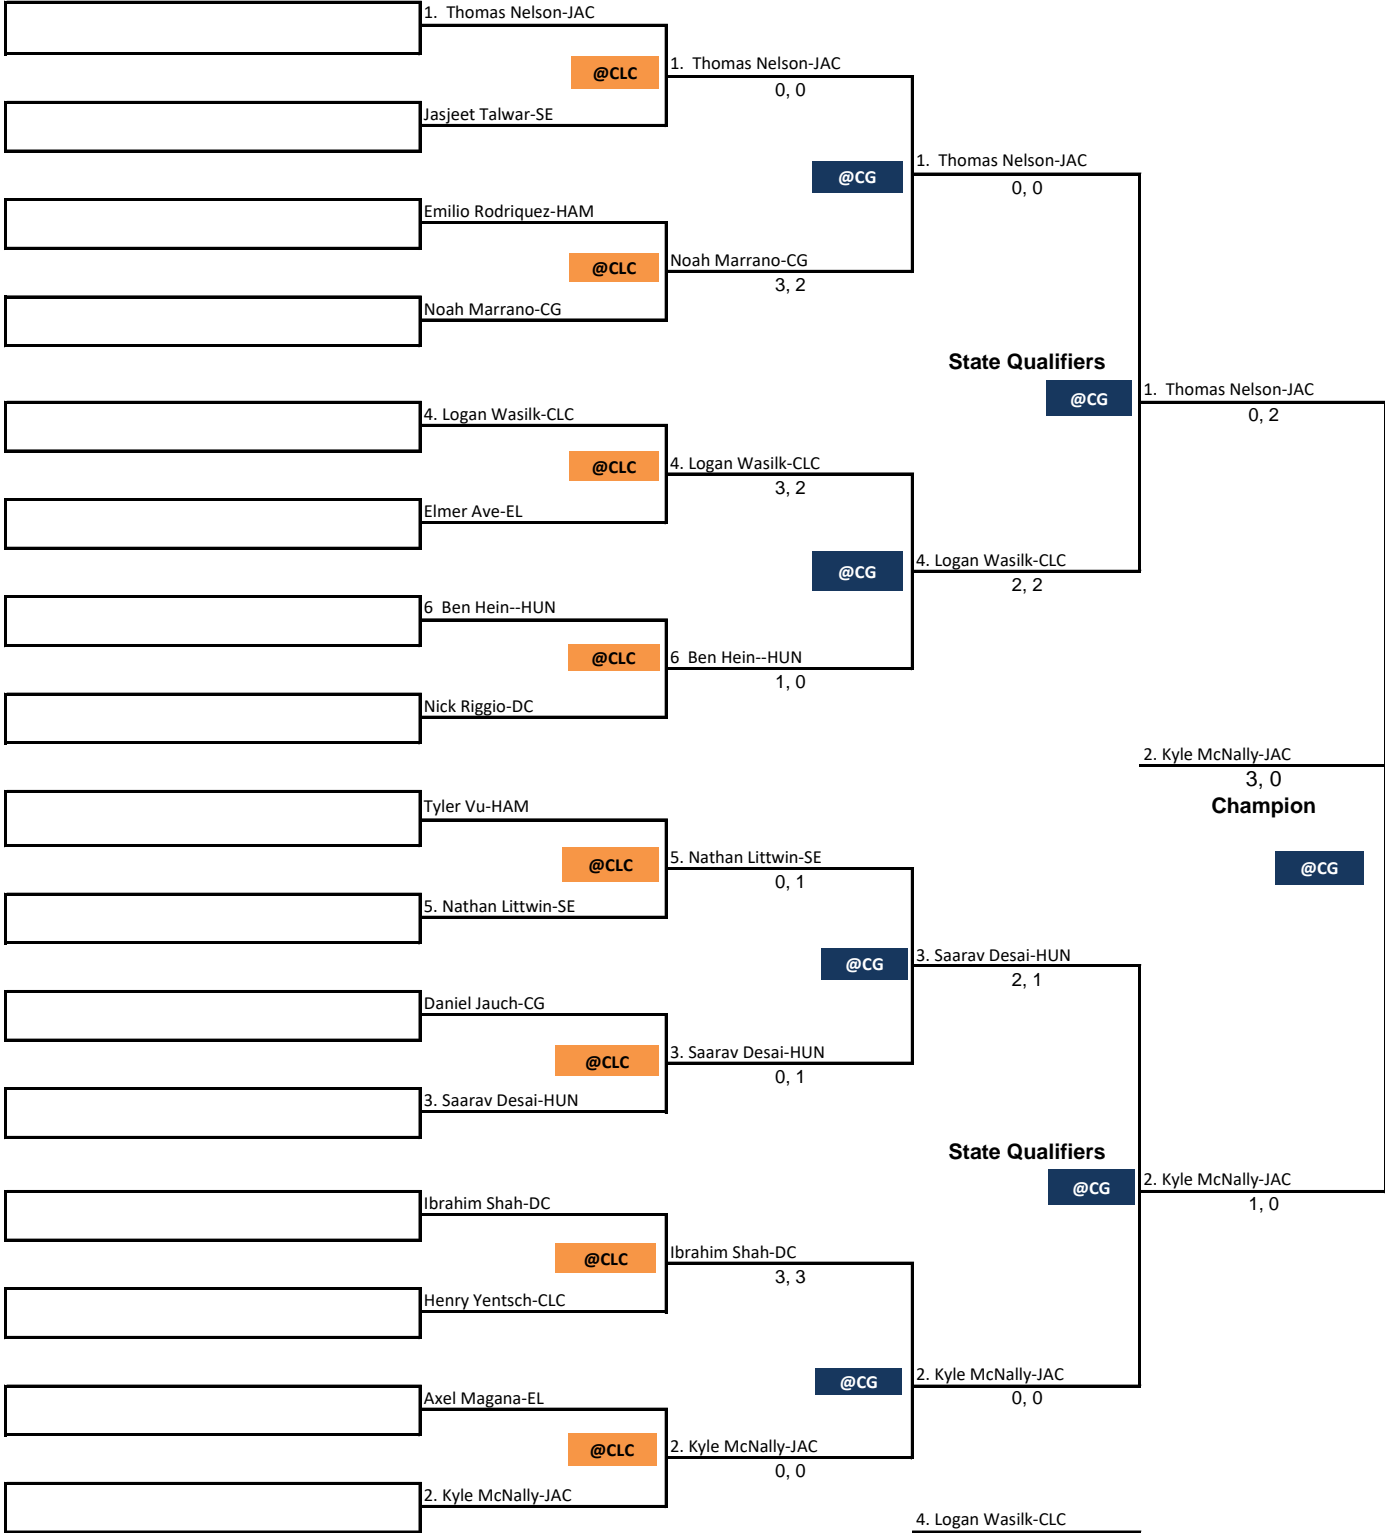 1. Thomas Nelson-JAC
@CLC
1. Thomas Nelson-JAC
0, 0
Jasjeet Talwar-SE
@CG
1. Thomas Nelson-JAC
0, 0
Emilio Rodriquez-HAM
@CLC
Noah Marrano-CG
3, 2
Noah Marrano-CG
State Qualifiers
@CG
1. Thomas Nelson-JAC
0, 2
4. Logan Wasilk-CLC
@CLC
4. Logan Wasilk-CLC
3, 2
Elmer Ave-EL
@CG
4. Logan Wasilk-CLC
2, 2
6 Ben Hein--HUN
@CLC
6 Ben Hein--HUN
1, 0
Nick Riggio-DC
2. Kyle McNally-JAC
3, 0
Champion
@CG
Tyler Vu-HAM
@CLC
5. Nathan Littwin-SE
0, 1
5. Nathan Littwin-SE
@CG
3. Saarav Desai-HUN
2, 1
Daniel Jauch-CG
@CLC
3. Saarav Desai-HUN
0, 1
3. Saarav Desai-HUN
State Qualifiers
@CG
2. Kyle McNally-JAC
1, 0
Ibrahim Shah-DC
@CLC
Ibrahim Shah-DC
3, 3
Henry Yentsch-CLC
@CG
2. Kyle McNally-JAC
0, 0
Axel Magana-EL
@CLC
2. Kyle McNally-JAC
0, 0
2. Kyle McNally-JAC
4. Logan Wasilk-CLC